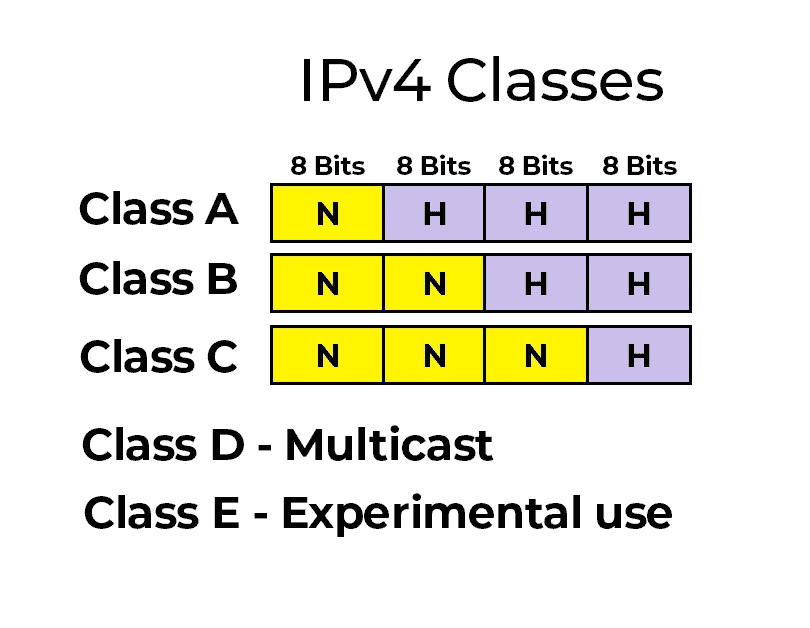 IPv4 Classes
8 Bits 8 Bits 8 Bits 8 Bits
Class A N H H H
Class B N N H H
Class C N N N H
Class D - Multicast
Class E - Experimental use